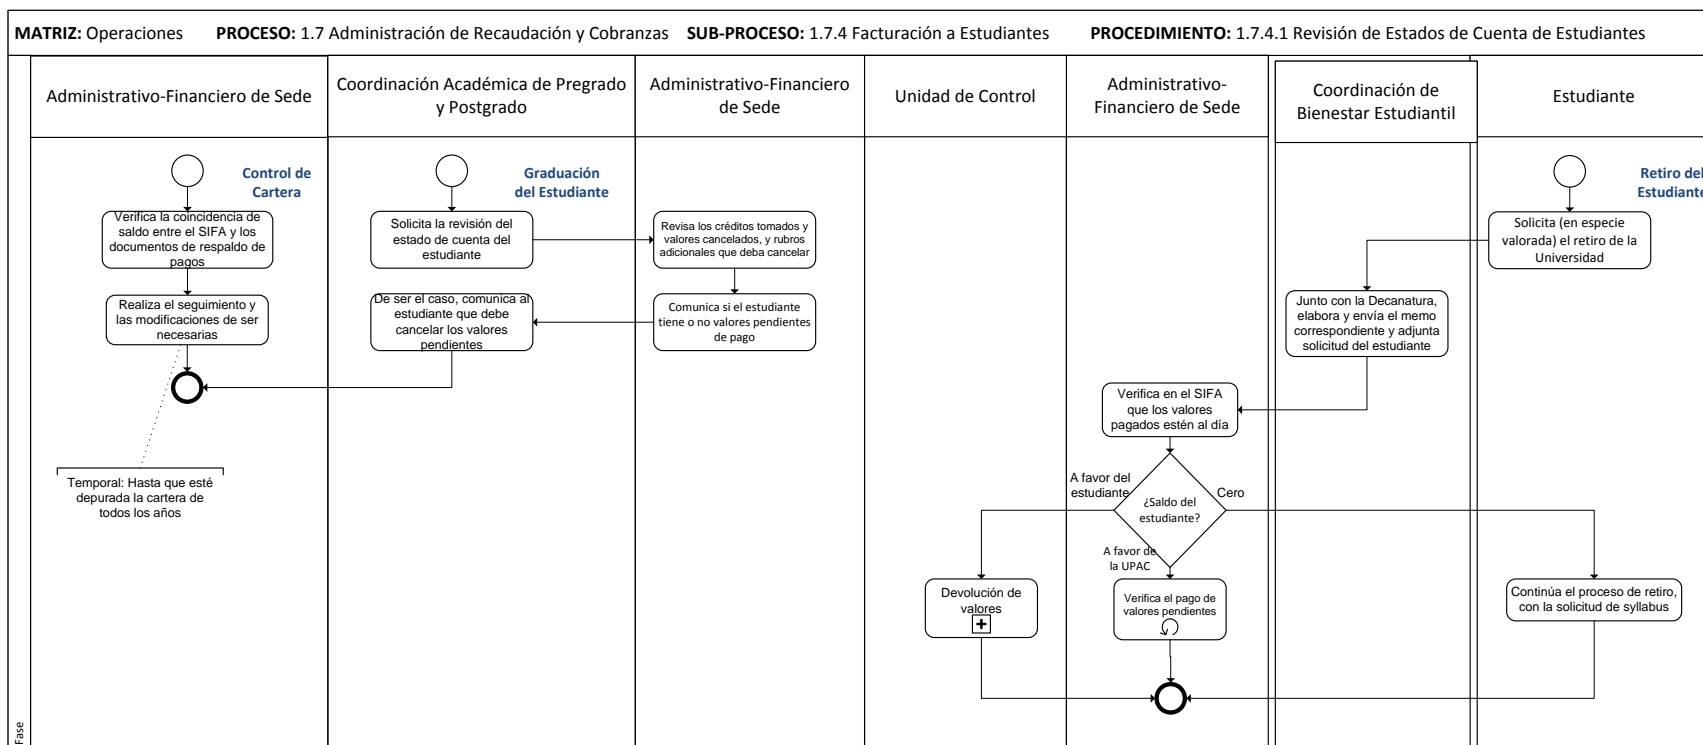 MATRIZ: Operaciones PROCESO: 1.7 Administración de Recaudación y Cobranzas SUB-PROCESO: 1.7.4 Facturación a Estudiantes PROCEDIMIENTO: 1.7.4.1 Revisión de Estados de Cuenta de Estudiantes
Administrativo-Financiero de Sede
Coordinación Académica de Pregrado
y Postgrado
Administrativo-Financiero
de Sede
Unidad de Control
Administrativo-
Financiero de Sede
Coordinación de
Bienestar Estudiantil
Estudiante
Control de
Cartera
Verifica la coincidencia de
saldo entre el SIFA y los
documentos de respaldo de
pagos
Realiza el seguimiento y
las modificaciones de ser
necesarias
Temporal: Hasta que esté
depurada la cartera de
todos los años
Graduación
del Estudiante
Solicita la revisión del
estado de cuenta del
estudiante
De ser el caso, comunica al
estudiante que debe
cancelar los valores
pendientes
Revisa los créditos tomados y
valores cancelados, y rubros
adicionales que deba cancelar
Comunica si el estudiante
tiene o no valores pendientes
de pago
Retiro del
Estudiante
Solicita (en especie
valorada) el retiro de la
Universidad
Junto con la Decanatura,
elabora y envía el memo
correspondiente y adjunta
solicitud del estudiante
Verifica en el SIFA
que los valores
pagados estén al día
A favor del
estudiante
¿Saldo del
estudiante?
Cero
A favor de
la UPAC
Devolución de
valores
Verifica el pago de
valores pendientes
Continúa el proceso de retiro,
con la solicitud de syllabus
Fase